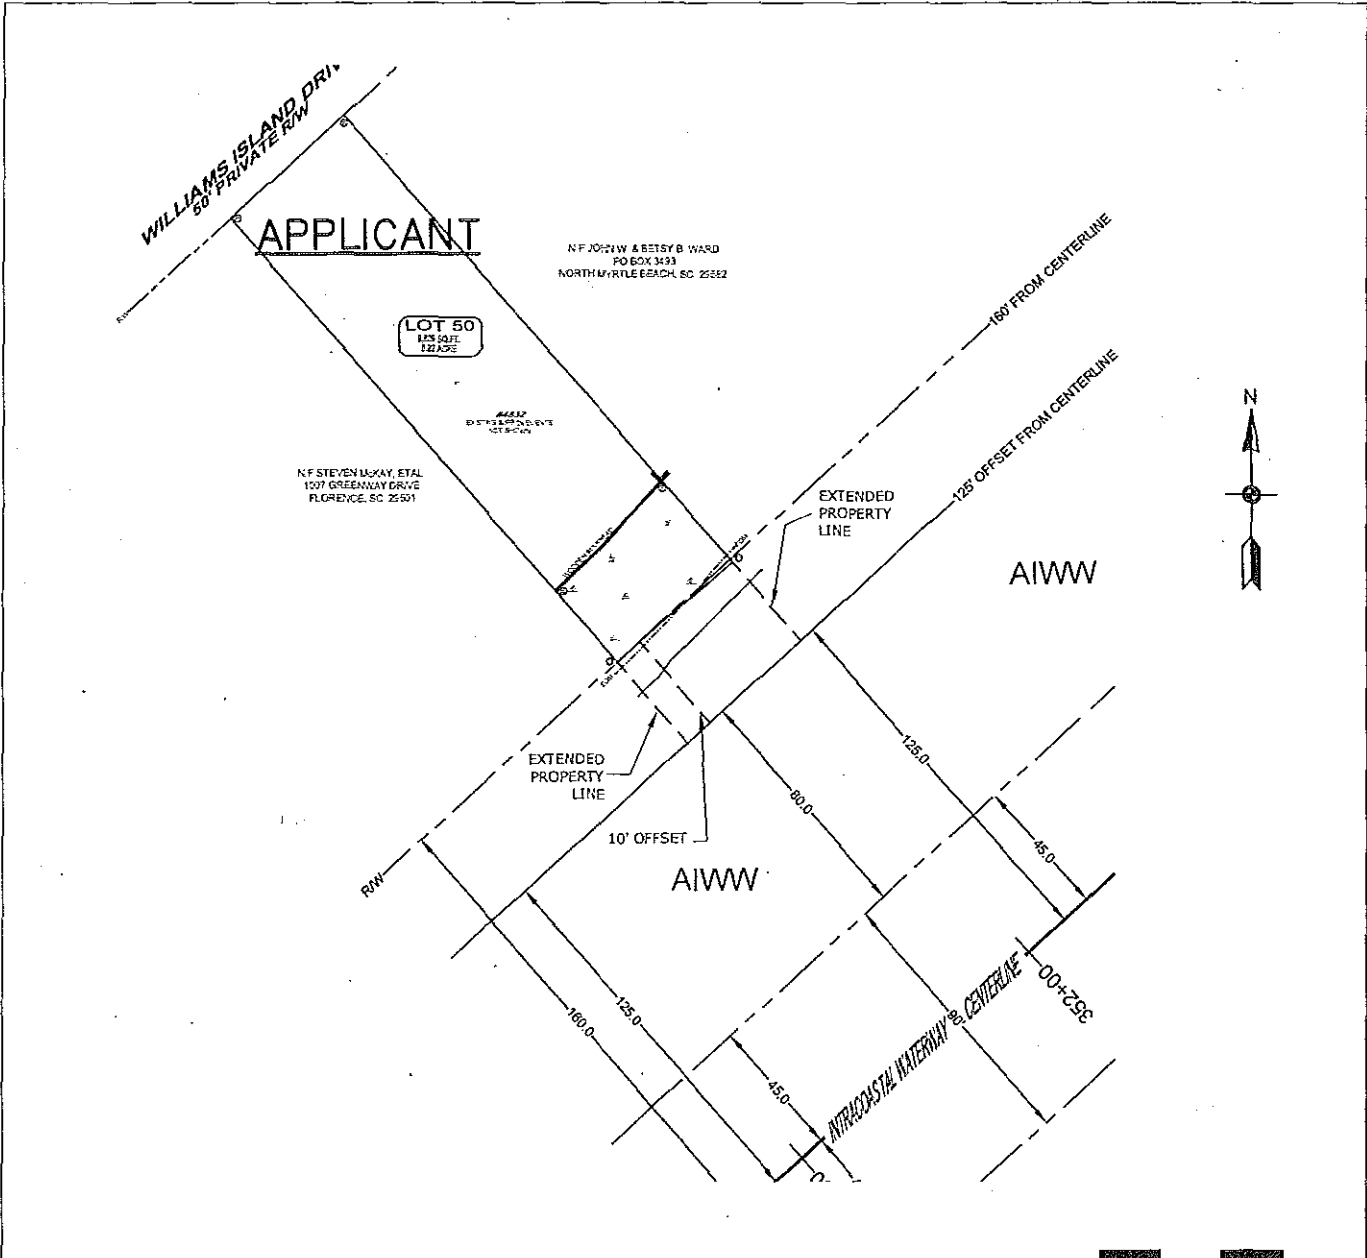 WILLIAMS ISLAND DRIV
50' PRIVATE R/W
APPLICANT
N F JOHN W & BETSY B WARD
PO BOX 3493
NORTH MYRTLE BEACH, SC
LOT 50
R/W
N F STEVEN McKAY, ETAL
1007 GREENWAY DRIVE
FLORENCE, SC 29501
160' FROM CENTERLINE
125' OFFSET FROM CENTERLINE
N
EXTENDED
PROPERTY
LINE
AIWW
EXTENDED
PROPERTY
LINE
10' OFFSET
AIWW
R/W
125.0
80.0
45.0
160.0
125.0
45.0
90'
INTRACOASTAL WATERWAY CENTERLINE
352+00